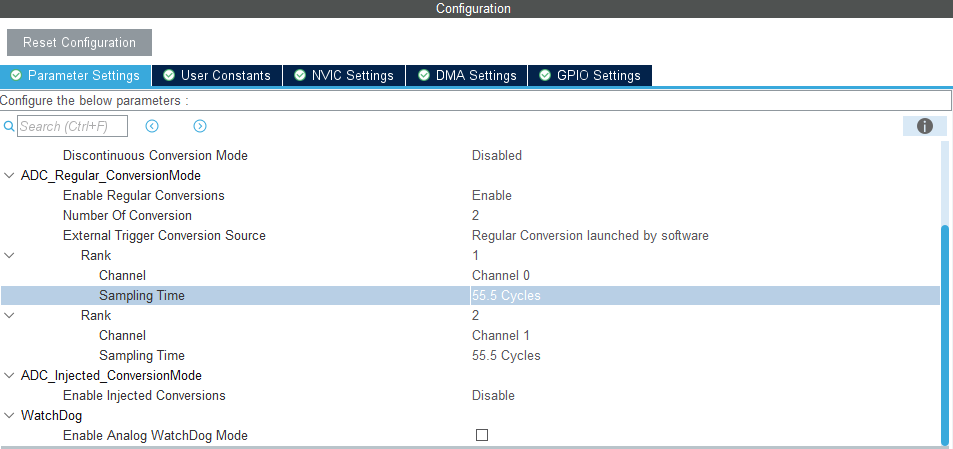 Configuration
Reset Configuration
Parameter Settings User Constants NVIC Settings DMA Settings GPIO Settings
Configure the below parameters :
Search (Ctrl+F)
Discontinuous Conversion Mode Disabled
ADC_Regular_ConversionMode
Enable Regular Conversions Enable
Number Of Conversion 2
External Trigger Conversion Source Regular Conversion launched by software
Rank 1
Channel Channel 0
Sampling Time 55.5 Cycles
Rank 2
Channel Channel 1
Sampling Time 55.5 Cycles
ADC_Injected_ConversionMode
Enable Injected Conversions Disable
WatchDog
Enable Analog WatchDog Mode